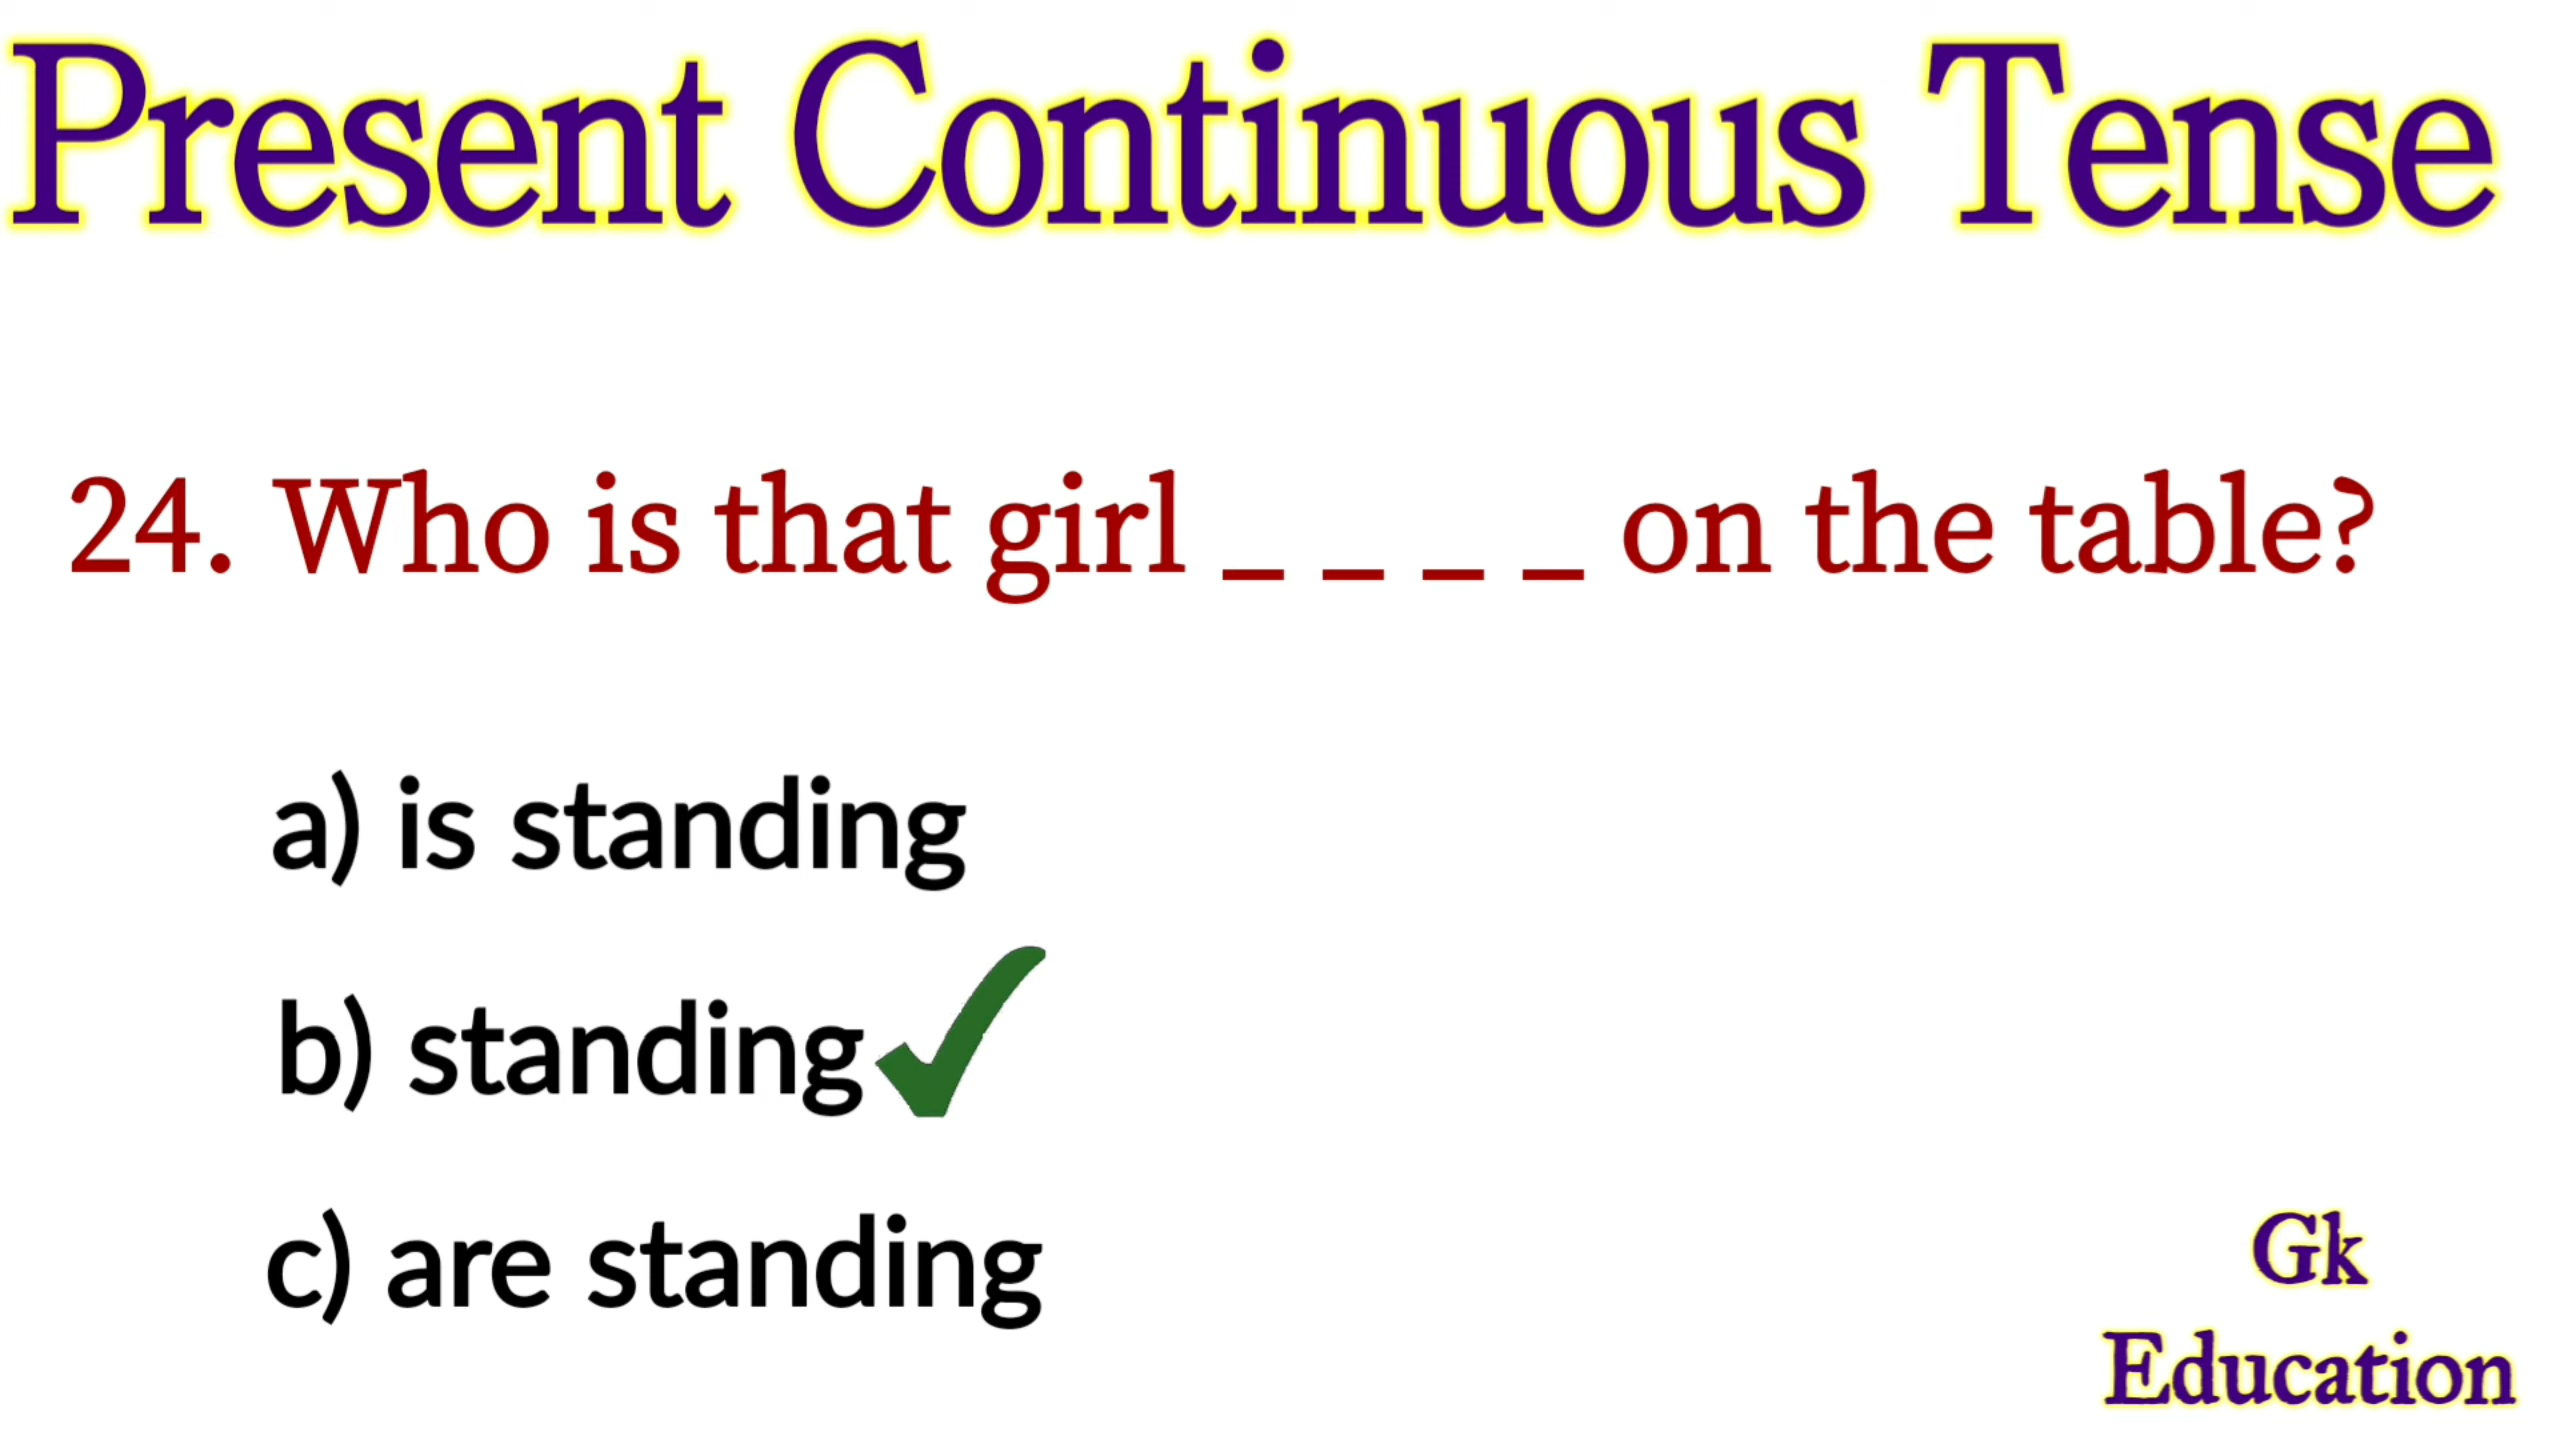 Present Continuous Tense
24. Who is that girl _ _ _ _ on the table?
a) is standing
b) standing
c) are standing
Gk
Education